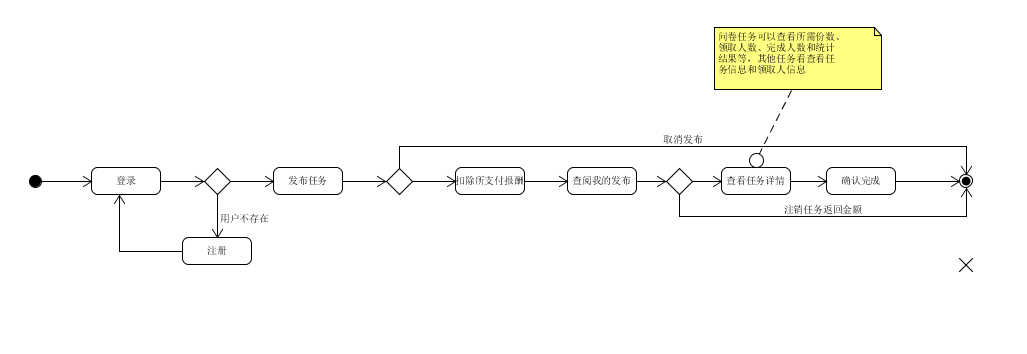 问卷任务可以查看所需份数、
领取人数、完成人数和统计
结果等，其他任务看查看任
务信息和领取人信息
取消发布
登录
发布任务
扣除所支付报酬
查阅我的发布
查看任务详情
确认完成
用户不存在
注销任务返回金额
注册